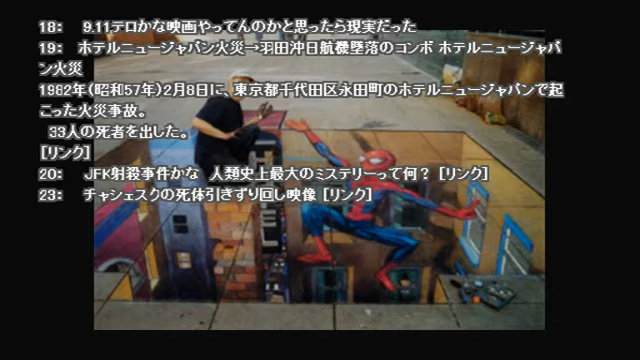 18: 9.11テロかな映画やってんのかと思ったら現実だった
19: ホテルニュージャパン火災→羽田沖日航機墜落のコンボ ホテルニュージャパ
ン火災
1982年(昭和57年)2月8日に、東京都千代田区永田町のホテルニュージャパンで起
こった火災事故。
33人の死者を出した。
[リンク]
20: JFK射殺事件かな 人類史上最大のミステリーって何? [リンク]
23: チャシェスクの死体引きずり回し映像 [リンク]
HOTEL